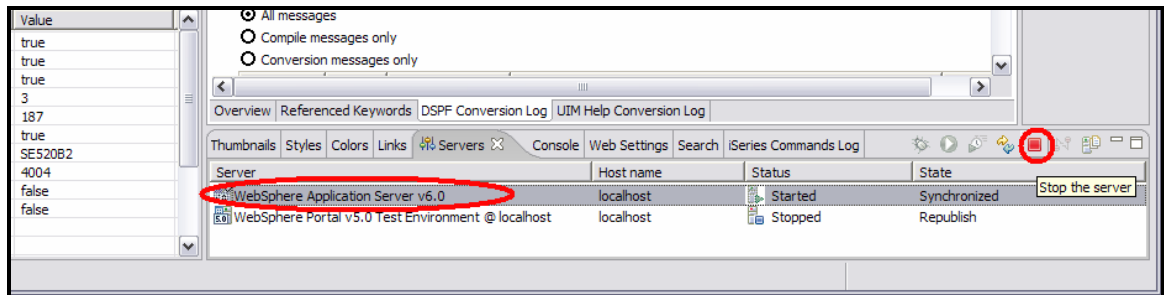 Value
true
true
true
3
187
true
SE520B2
4004
false
false
All messages
Compile messages only
Conversion messages only
Overview Referenced Keywords DSPF Conversion Log UIM Help Conversion Log
Thumbnails Styles Colors Links Servers Console Web Settings Search iSeries Commands Log
Server Host name Status State
WebSphere Application Server v6.0 localhost Started Synchronized
Stop the server
WebSphere Portal v5.0 Test Environment @ localhost localhost Stopped Republish